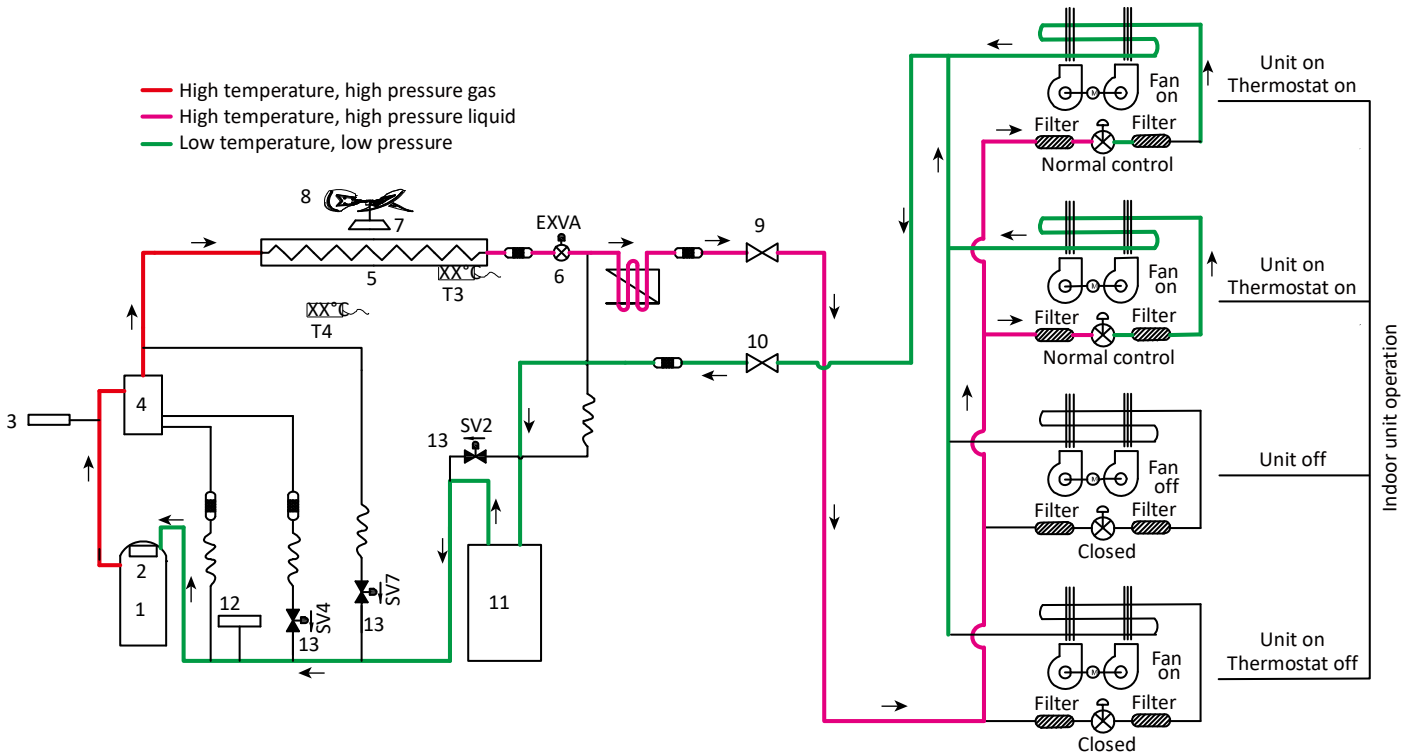 High temperature, high pressure gas
High temperature, high pressure liquid
Low temperature, low pressure
8
7
5
XX°C
T3
XX°C
T4
EXVA
6
9
10
3
4
2
1
12
13
SV4
13
SV7
13
SV2
11
M
Fan
on
Filter
Filter
Normal control
Unit on
Thermostat on
M
Fan
on
Filter
Filter
Normal control
Unit on
Thermostat on
M
Fan
off
Filter
Filter
Closed
Unit off
M
Fan
on
Filter
Filter
Closed
Unit on
Thermostat off
Indoor unit operation